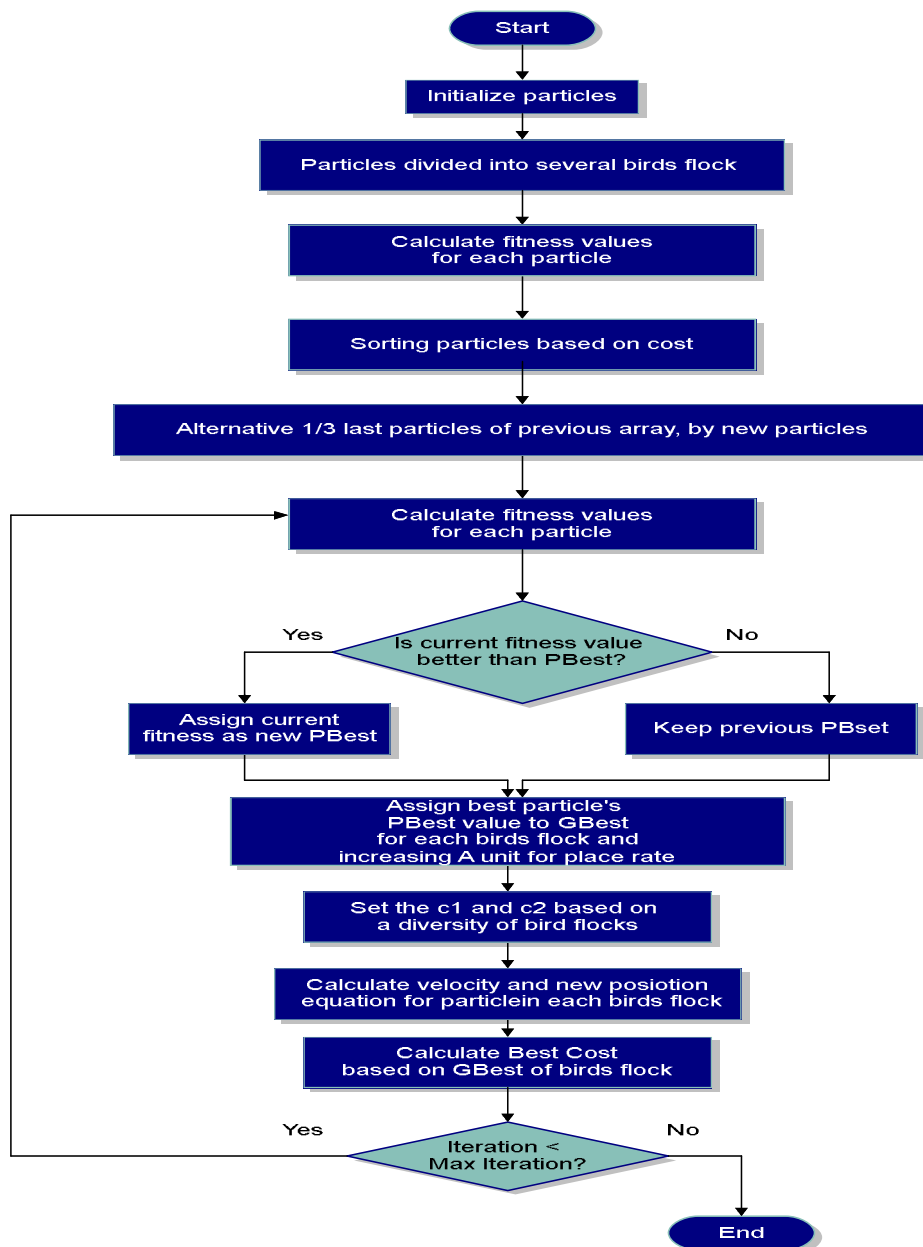 Start
Initialize particles
Particles divided into several birds flock
Calculate fitness values
for each particle
Sorting particles based on cost
Alternative 1/3 last particles of previous array, by new particles
Calculate fitness values
for each particle
Yes
Is current fitness value
better than PBest?
No
Assign current
fitness as new PBest
Keep previous PBset
Assign best particle's
PBest value to GBest
for each birds flock and
increasing A unit for place rate
Set the c1 and c2 based on
a diversity of bird flocks
Calculate velocity and new posiotion
equation for particlein each birds flock
Calculate Best Cost
based on GBest of birds flock
Yes
Iteration <
Max Iteration?
No
End